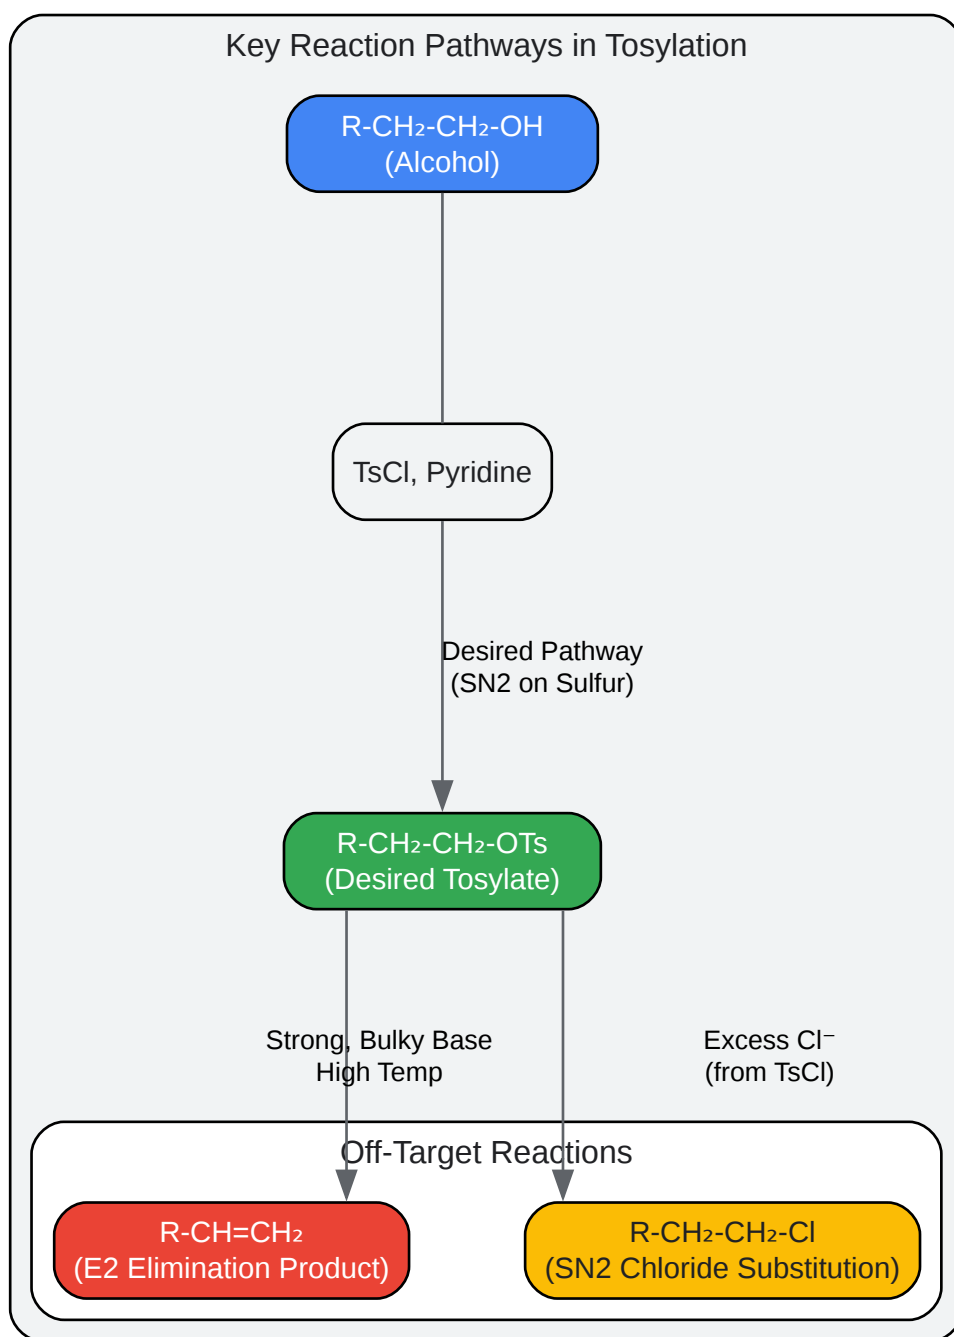 Key Reaction Pathways in Tosylation
R-CH₂-CH₂-OH
(Alcohol)
TsCl, Pyridine
Desired Pathway
(SN2 on Sulfur)
R-CH₂-CH₂-OTs
(Desired Tosylate)
Strong, Bulky Base
High Temp
Excess Cl⁻
(from TsCl)
Off-Target Reactions
R-CH=CH₂
(E2 Elimination Product)
R-CH₂-CH₂-Cl
(SN2 Chloride Substitution)